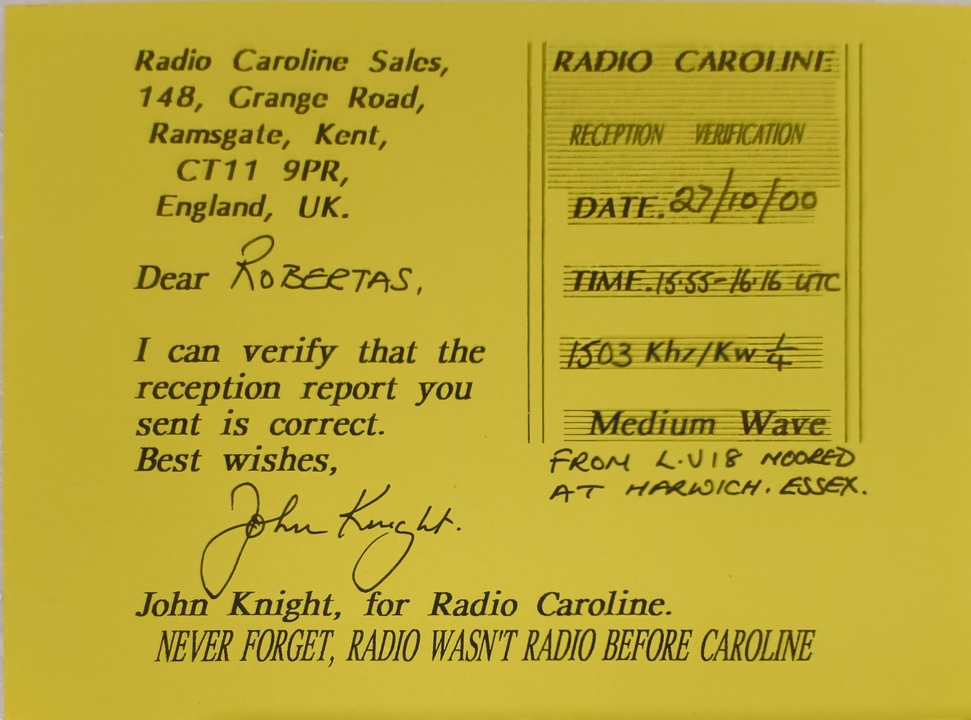 Radio Caroline Sales,
148, Grange Road,
Ramsgate, Kent,
CT11 9PR,
England, UK.
Dear ROBERTAS,
I can verify that the
reception report you
sent is correct.
Best wishes,
John Knight.
John Knight, for Radio Caroline.
NEVER FORGET, RADIO WASN'T RADIO BEFORE CAROLINE
RADIO CAROLINE
RECEPTION VERIFICATION
DATE. 27/10/00
TIME. 15·55-16·16 UTC
1503 Khz/Kw 1/4
Medium Wave
FROM L.V 18 MOORED
AT HARWICH. ESSEX.